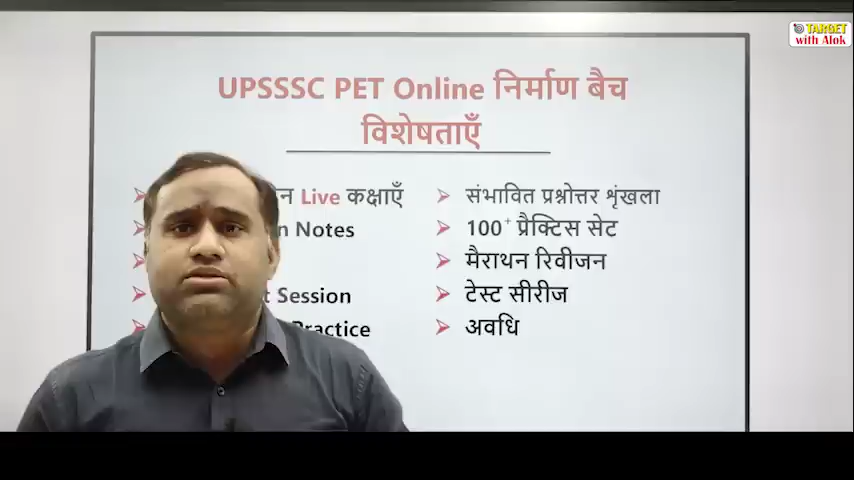 TARGET
with Alok
UPSSSC PET Online निर्माण बैच
विशेषताएँ
Live कक्षाएँ
Notes
Session
Practice
संभावित प्रश्नोत्तर शृंखला
100+ प्रैक्टिस सेट
मैराथन रिवीजन
टेस्ट सीरीज
अवधि